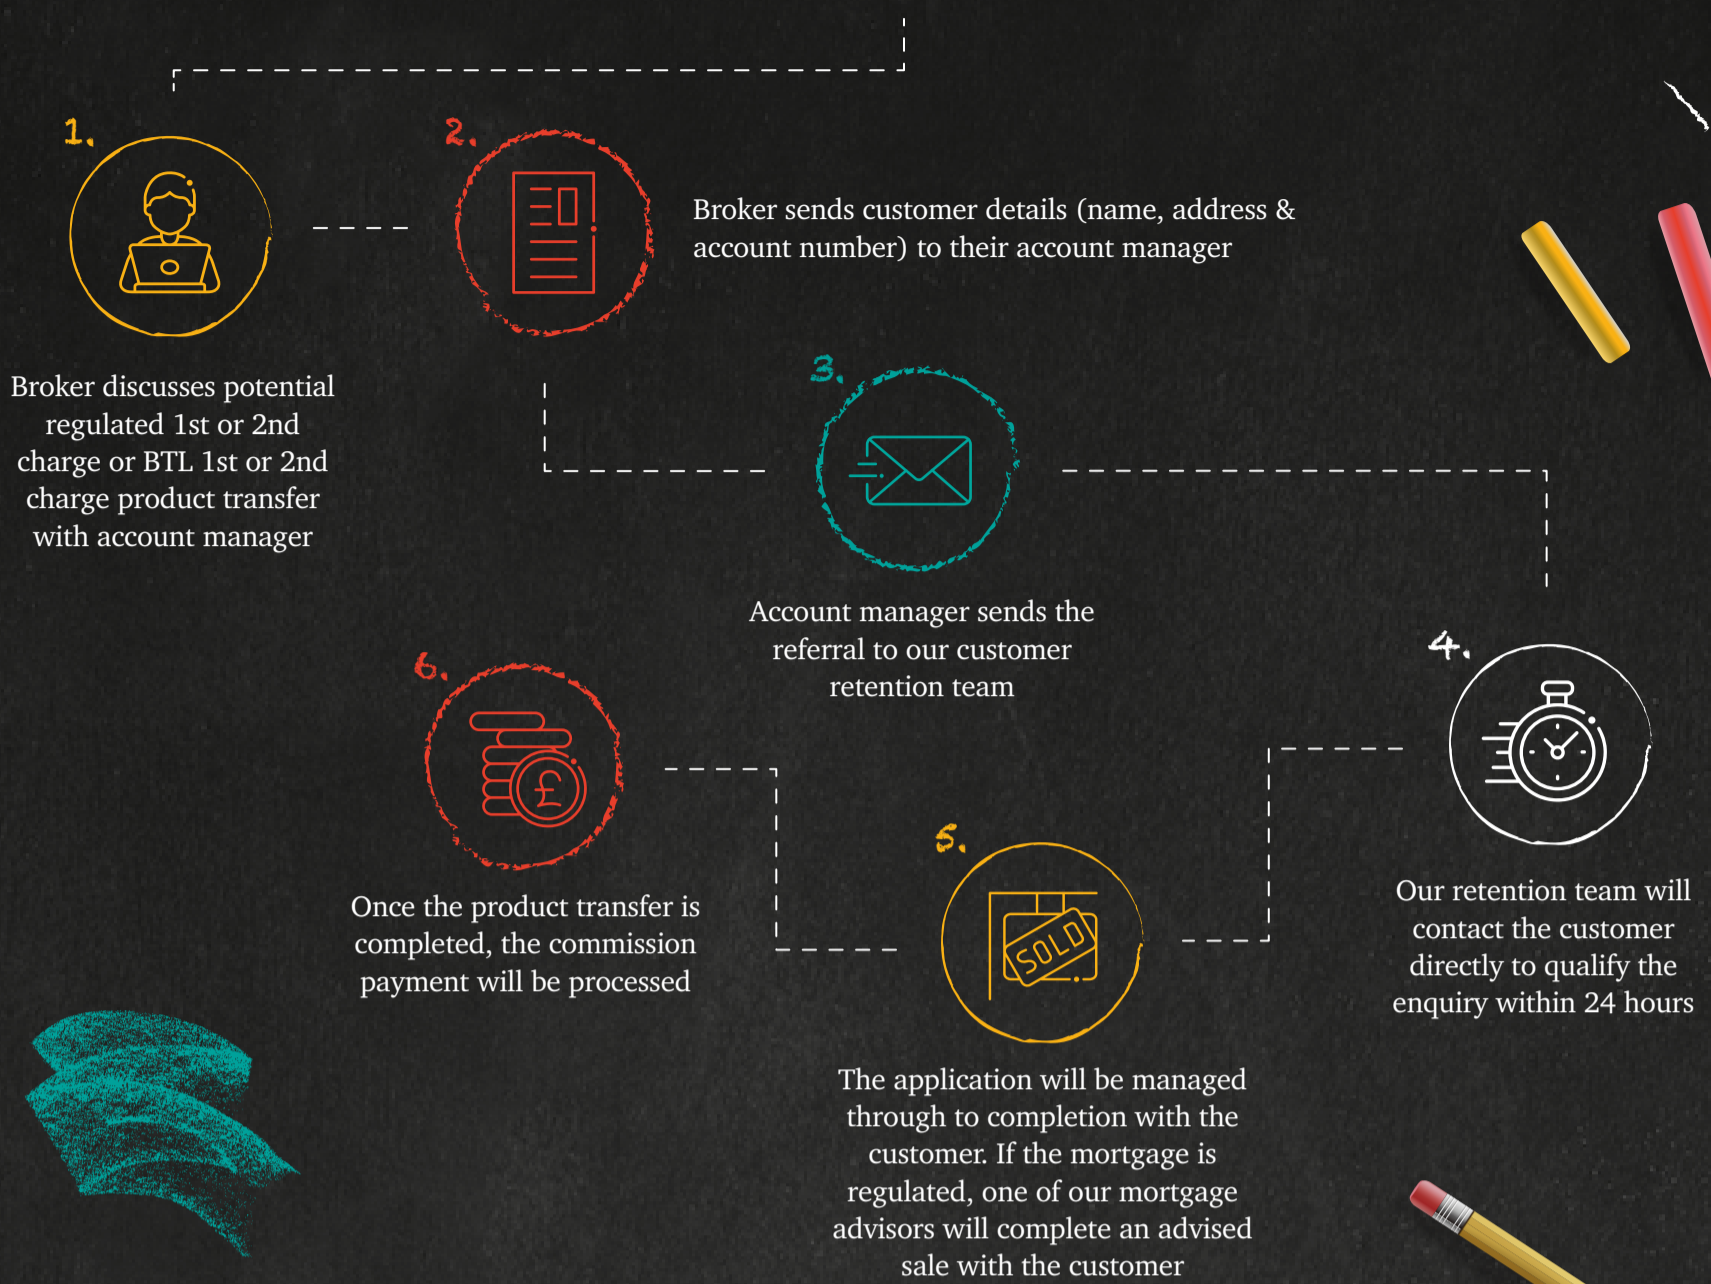 1.
Broker discusses potential
regulated 1st or 2nd
charge or BTL 1st or 2nd
charge product transfer
with account manager
2.
Broker sends customer details (name, address &
account number) to their account manager
3.
Account manager sends the
referral to our customer
retention team
4.
Our retention team will
contact the customer
directly to qualify the
enquiry within 24 hours
5.
SOLD
The application will be managed
through to completion with the
customer. If the mortgage is
regulated, one of our mortgage
advisors will complete an advised
sale with the customer
6.
£
Once the product transfer is
completed, the commission
payment will be processed